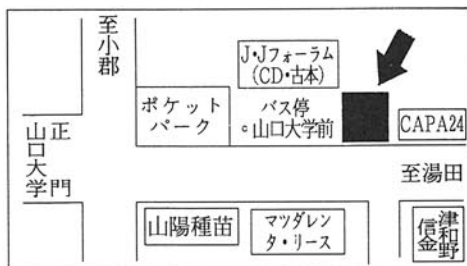 至小郡
J・Jフォーラム
(CD・古本)
ポケット
パーク
バス停
山口大学前
CAPA24
山口大学
正門
至湯田
山陽種苗
マツダレン
タ・リース
津和野
信金